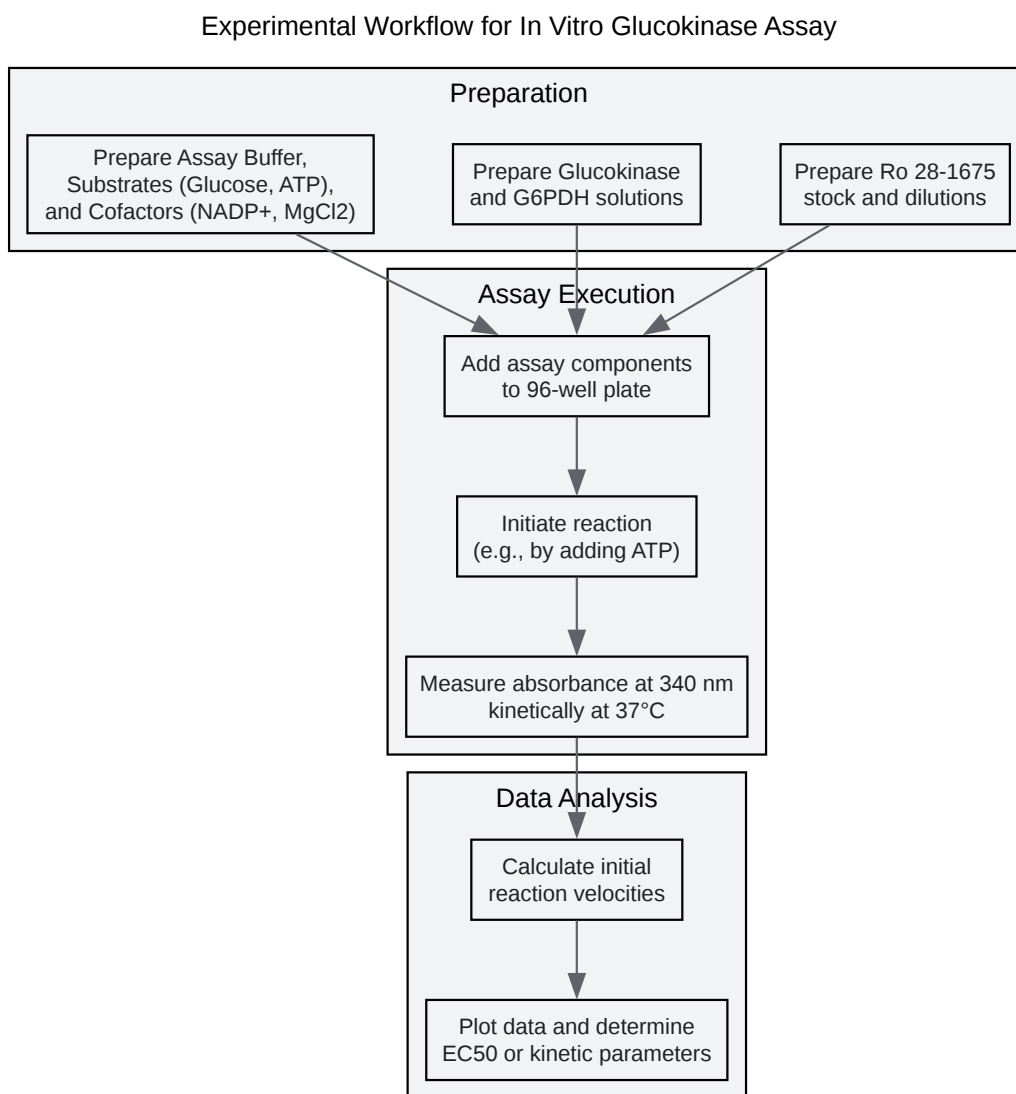 Experimental Workflow for In Vitro Glucokinase Assay
Preparation
Prepare Assay Buffer,
Substrates (Glucose, ATP),
and Cofactors (NADP+, MgCl2)
Prepare Glucokinase
and G6PDH solutions
Prepare Ro 28-1675
stock and dilutions
Assay Execution
Add assay components
to 96-well plate
Initiate reaction
(e.g., by adding ATP)
Measure absorbance at 340 nm
kinetically at 37°C
Data Analysis
Calculate initial
reaction velocities
Plot data and determine
EC50 or kinetic parameters